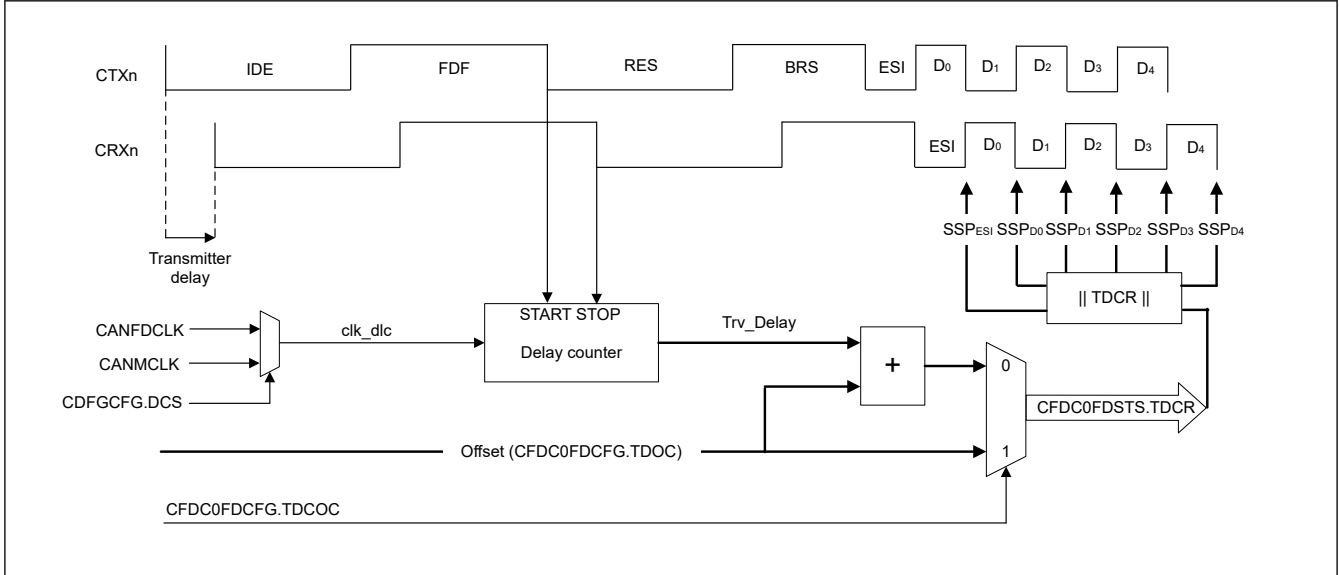 CTXn IDE FDF RES BRS ESI D0 D1 D2 D3 D4
CRXn ESI D0 D1 D2 D3 D4
SSPESI SSPD0 SSPD1 SSPD2 SSPD3 SSPD4
Transmitter
delay
|| TDCR ||
START STOP
Delay counter
CANFDCLK
CANMCLK
CDFGCFG.DCS
clk_dlc
Trv_Delay
+
0
1
CFDC0FDSTS.TDCR
Offset (CFDC0FDCFG.TDOC)
CFDC0FDCFG.TDCOC